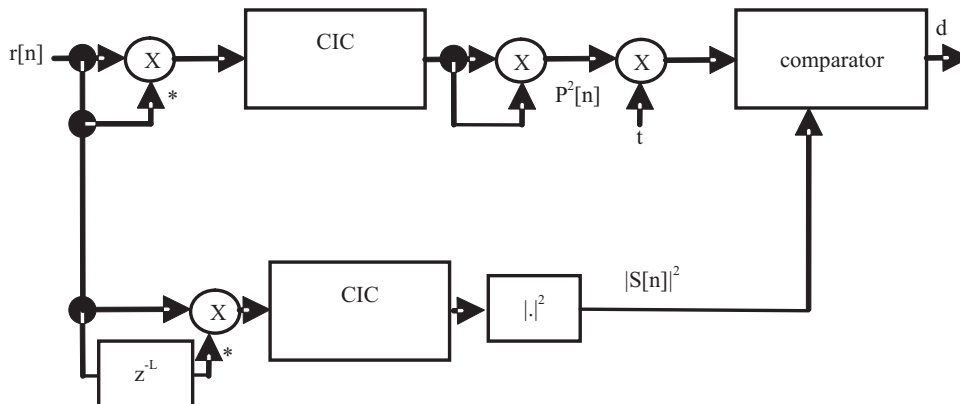 r[n]
X
*
CIC
X
P²[n]
X
t
comparator
d
X
*
z⁻ᴸ
CIC
|.|²
|S[n]|²